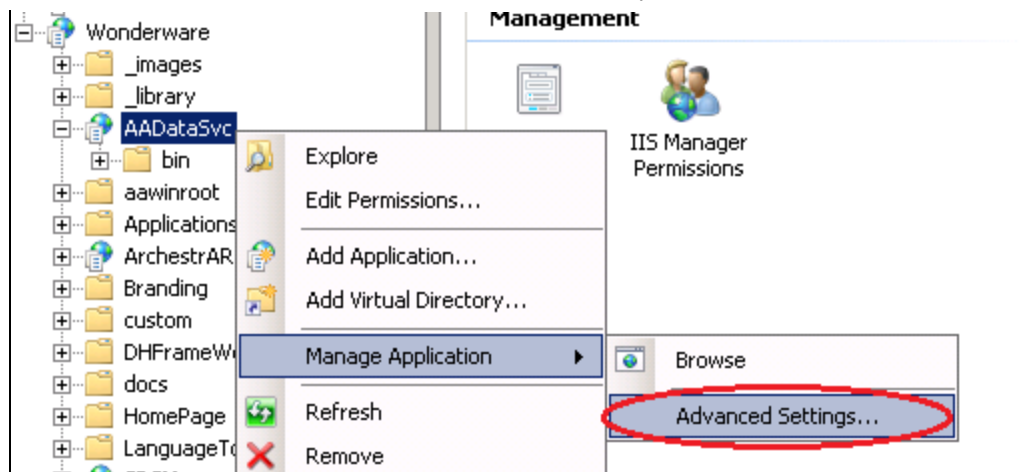 Management
Wonderware
_images
_library
AADataSvc
bin
aawinroot
Applications
ArchestrAR
Branding
custom
DHFrameW
docs
HomePage
LanguageTo
IIS Manager
Permissions
Explore
Edit Permissions...
Add Application...
Add Virtual Directory...
Manage Application
Refresh
Remove
Browse
Advanced Settings...